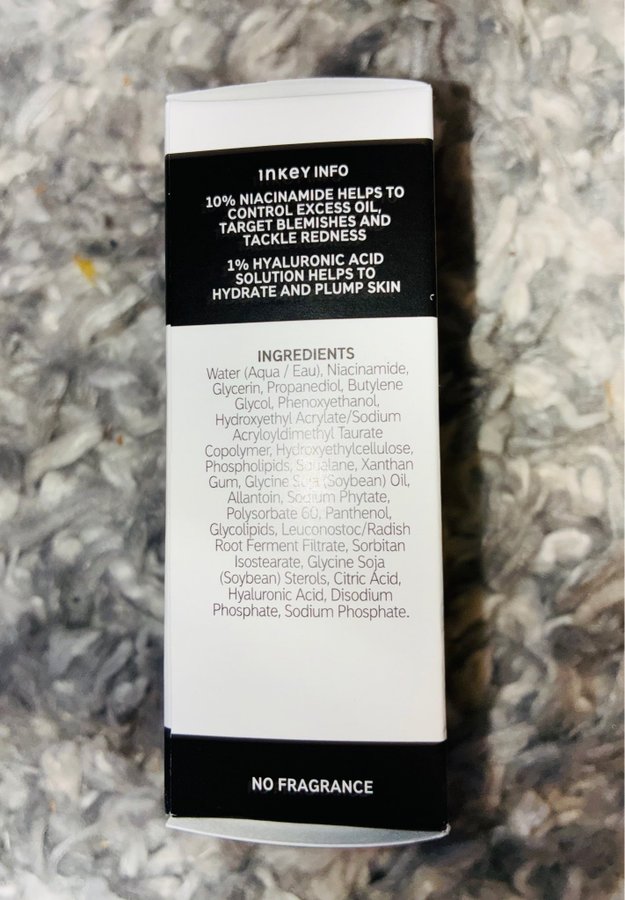 INKEY INFO
10% NIACINAMIDE HELPS TO
CONTROL EXCESS OIL,
TARGET BLEMISHES AND
TACKLE REDNESS
1% HYALURONIC ACID
SOLUTION HELPS TO
HYDRATE AND PLUMP SKIN
INGREDIENTS
Water (Aqua / Eau), Niacinamide,
Glycerin, Propanediol, Butylene
Glycol, Phenoxyethanol,
Hydroxyethyl Acrylate/Sodium
Acryloyldimethyl Taurate
Copolymer, Hydroxyethylcellulose,
Phospholipids, Squalane, Xanthan
Gum, Glycine Soja (Soybean) Oil,
Allantoin, Sodium Phytate,
Polysorbate 60, Panthenol,
Glycolipids, Leuconostoc/Radish
Root Ferment Filtrate, Sorbitan
Isostearate, Glycine Soja
(Soybean) Sterols, Citric Acid,
Hyaluronic Acid, Disodium
Phosphate, Sodium Phosphate.
NO FRAGRANCE